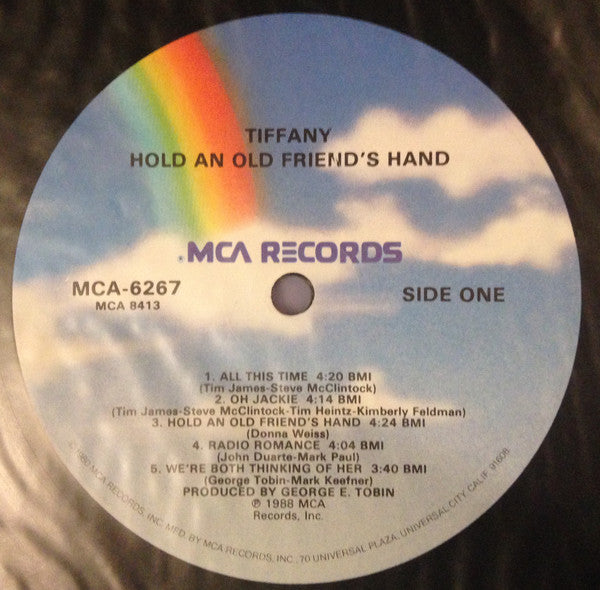 TIFFANY
HOLD AN OLD FRIEND'S HAND
MCA RECORDS
MCA-6267
MCA 8413
SIDE ONE
1. ALL THIS TIME 4:20 BMI
(Tim James-Steve McClintock)
2. OH JACKIE 4:14 BMI
(Tim James-Steve McClintock-Tim Heintz-Kimberly Feldman)
3. HOLD AN OLD FRIEND'S HAND 4:24 BMI
(Donna Weiss)
4. RADIO ROMANCE 4:04 BMI
(John Duarte-Mark Paul)
5. WE'RE BOTH THINKING OF HER 3:40 BMI
(George Tobin-Mark Keefner)
PRODUCED BY GEORGE E. TOBIN
℗ 1988 MCA
Records, Inc.
© 1980 MCA RECORDS, INC. MFD. BY MCA RECORDS, INC., 70 UNIVERSAL PLAZA, UNIVERSAL CITY, CALIF. 91608